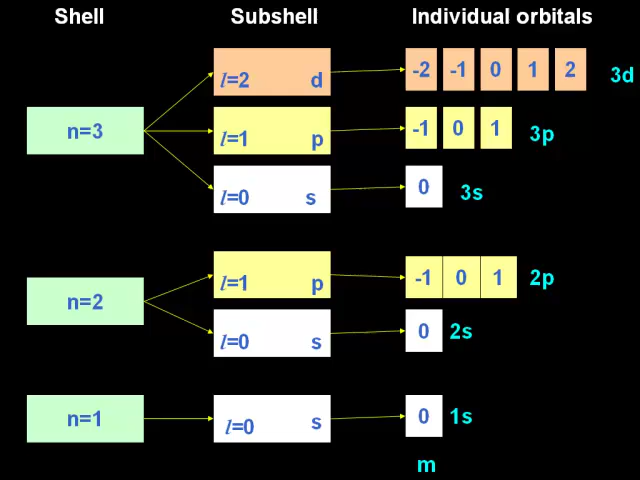 Shell Subshell Individual orbitals
l=2 d -2 -1 0 1 2 3d
n=3 l=1 p -1 0 1 3p
l=0 s 0 3s
l=1 p -1 0 1 2p
n=2
l=0 s 0 2s
n=1 l=0 s 0 1s
m